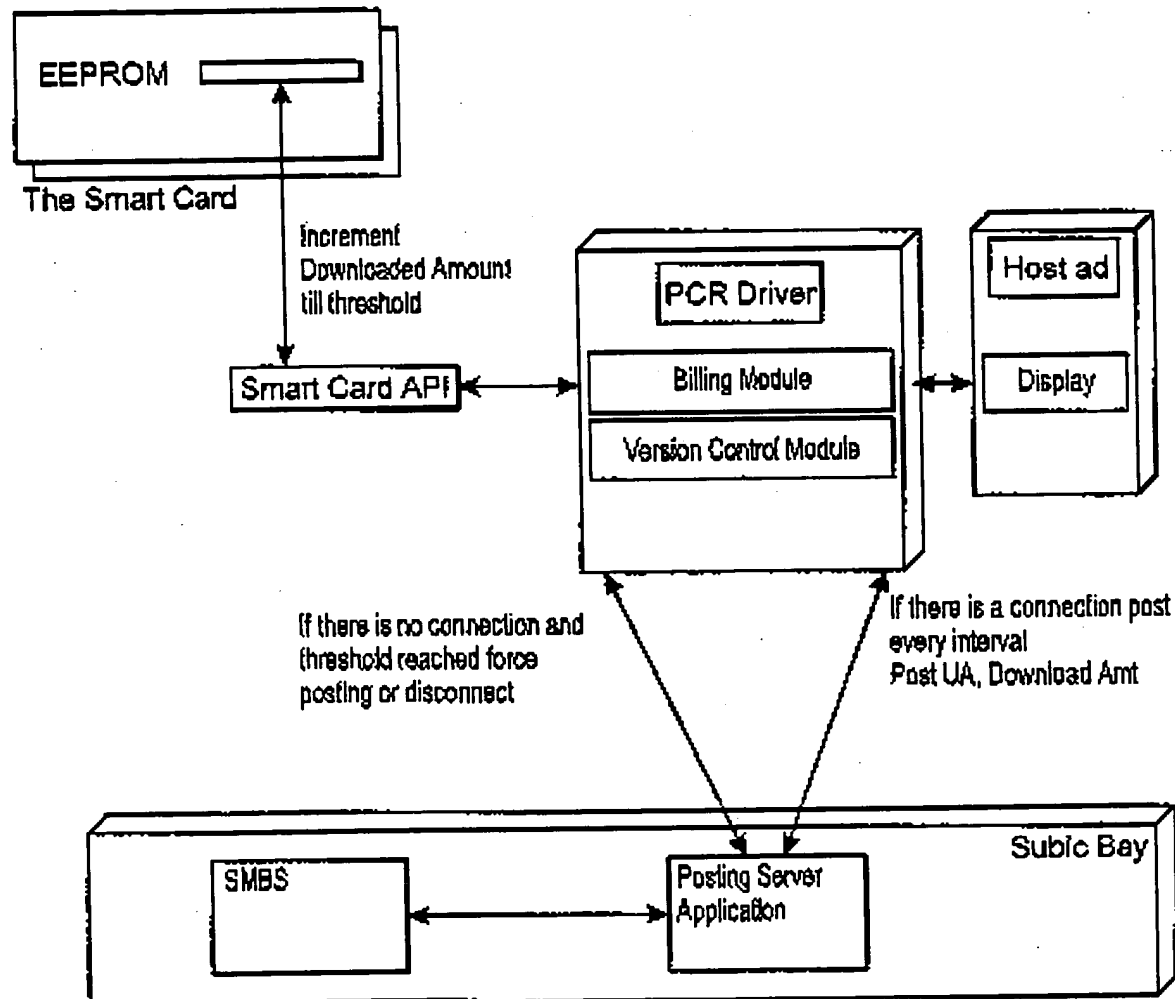 EEPROM
The Smart Card
Increment
Downloaded Amount
till threshold
Smart Card API
PCR Driver
Billing Module
Version Control Module
Host ad
Display
If there is no connection and
threshold reached force
posting or disconnect
If there is a connection post
every interval
Post UA, Download Amt
Subic Bay
SMBS
Posting Server
Application